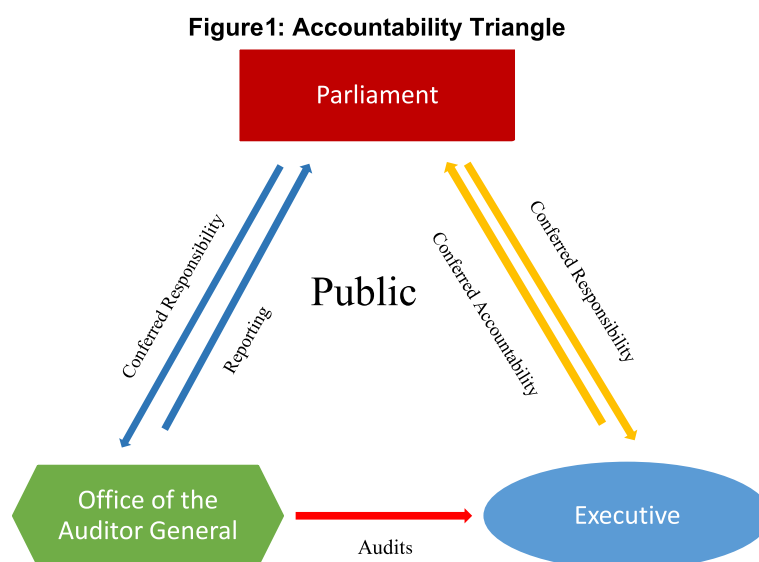 Figure1: Accountability Triangle
Parliament
Conferred Responsibility
Reporting
Public
Conferred Accountability
Conferred Responsibility
Office of the
Auditor General
Audits
Executive